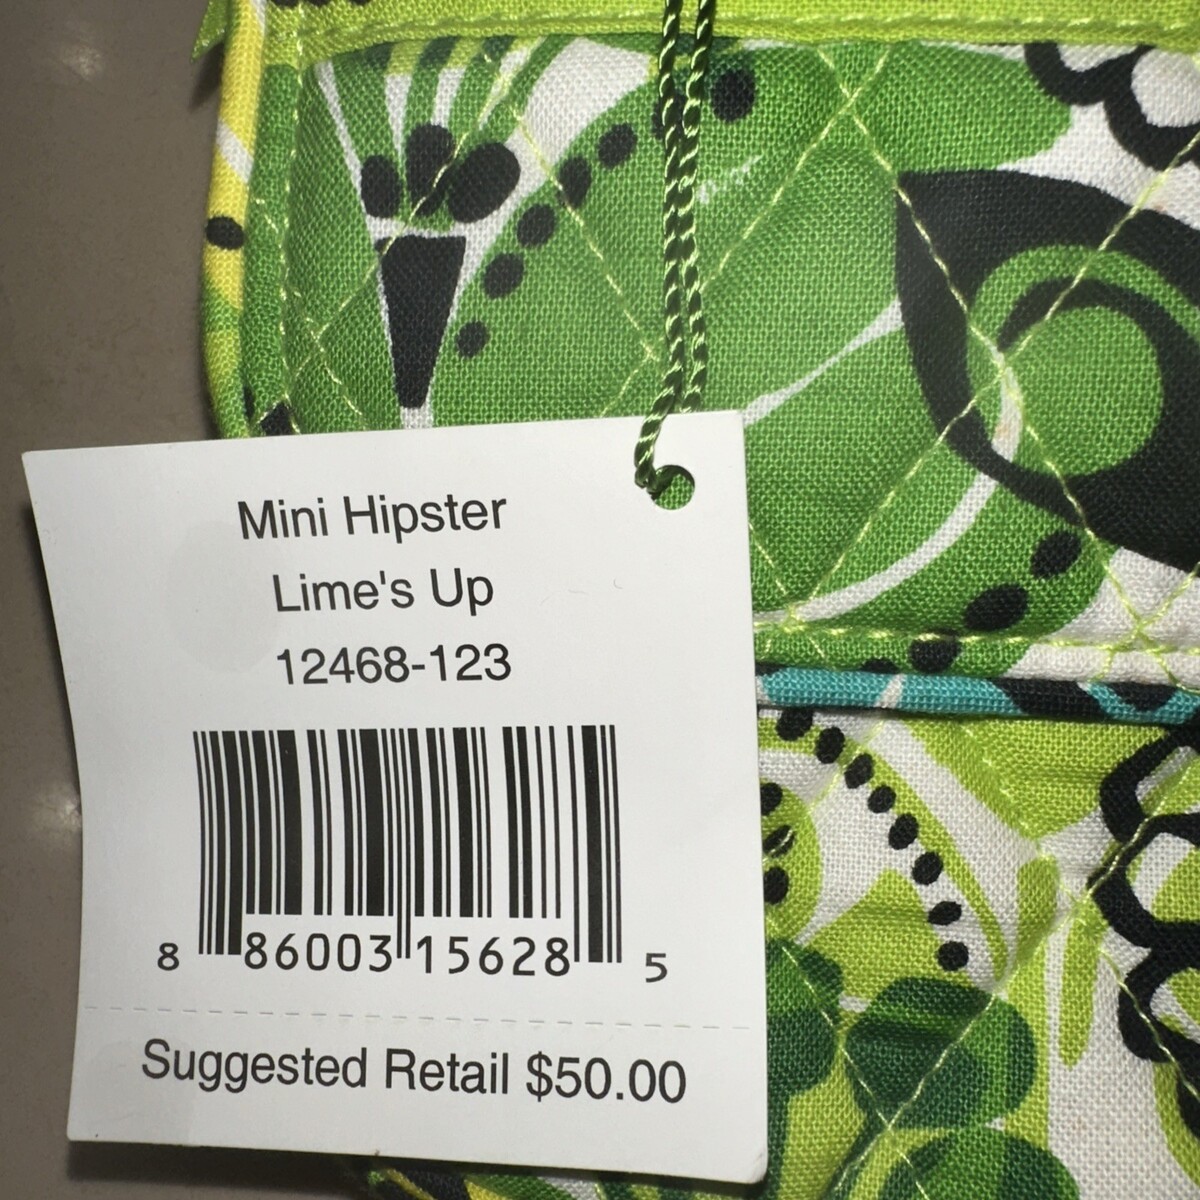 Mini Hipster
Lime's Up
12468-123
8 86003 15628 5
Suggested Retail $50.00